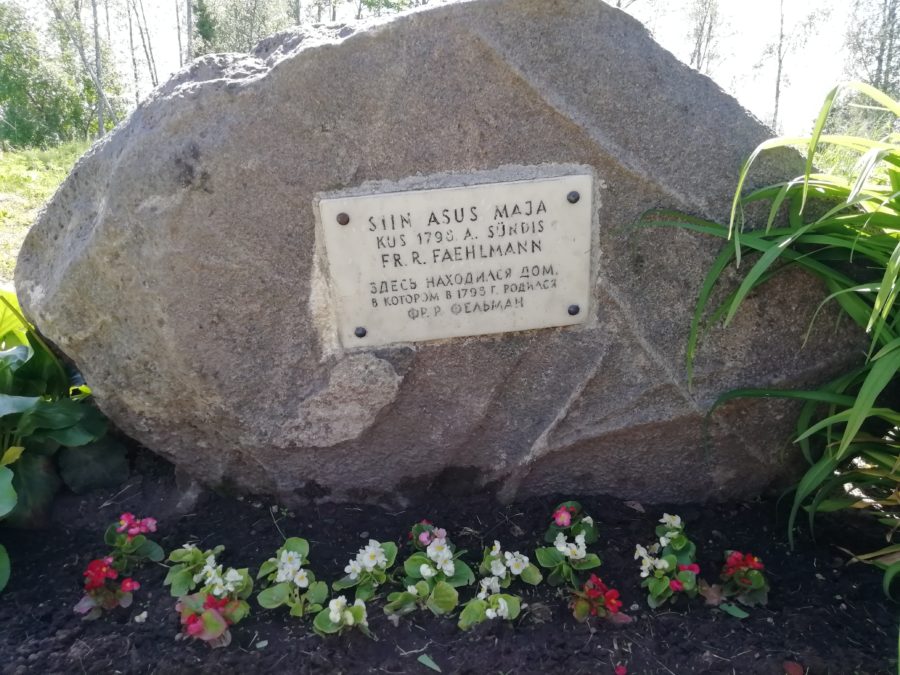 SIIN ASUS MAJA
KUS 1798 A. SÜNDIS
FR. R. FAEHLMANN
ЗДЕСЬ НАХОДИЛСЯ ДОМ,
В КОТОРОМ В 1798 Г. РОДИЛСЯ
ФР. Р. ФЕЛЬМАН